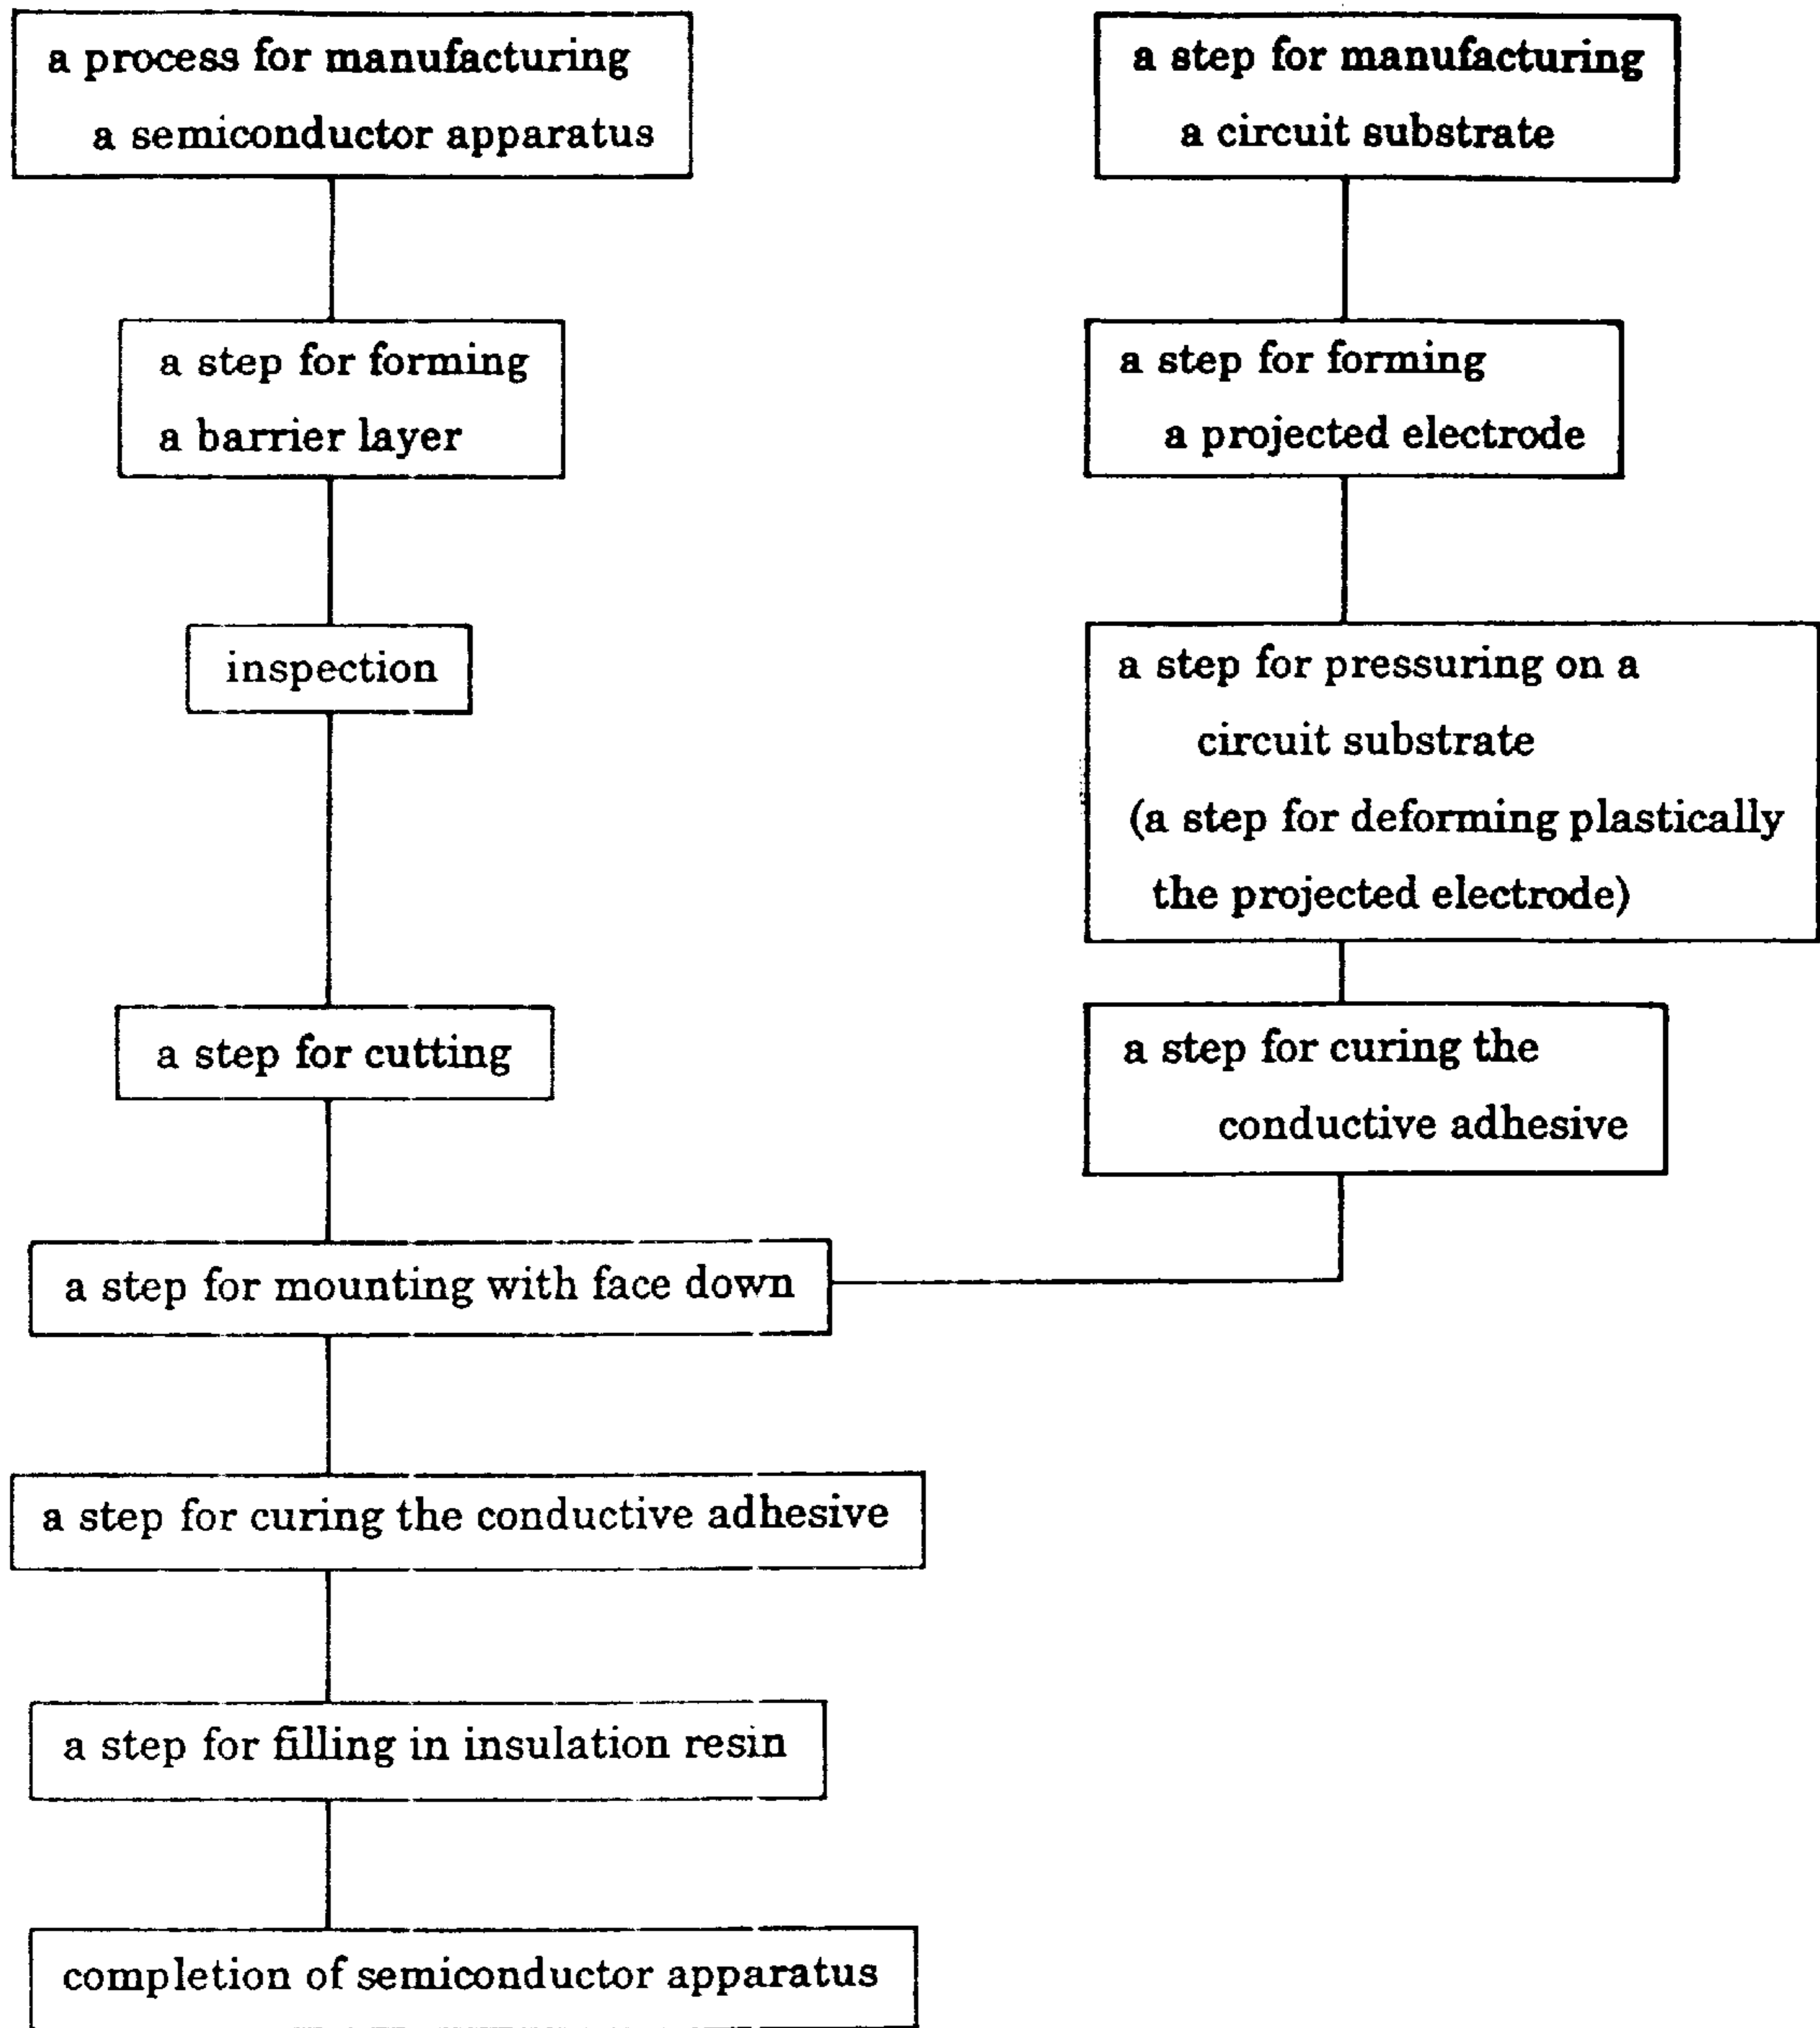 a process for manufacturing
a semiconductor apparatus
a step for forming
a barrier layer
inspection
a step for cutting
a step for manufacturing
a circuit substrate
a step for forming
a projected electrode
a step for pressuring on a
circuit substrate
(a step for deforming plastically
the projected electrode)
a step for curing the
conductive adhesive
a step for mounting with face down
a step for curing the conductive adhesive
a step for filling in insulation resin
completion of semiconductor apparatus